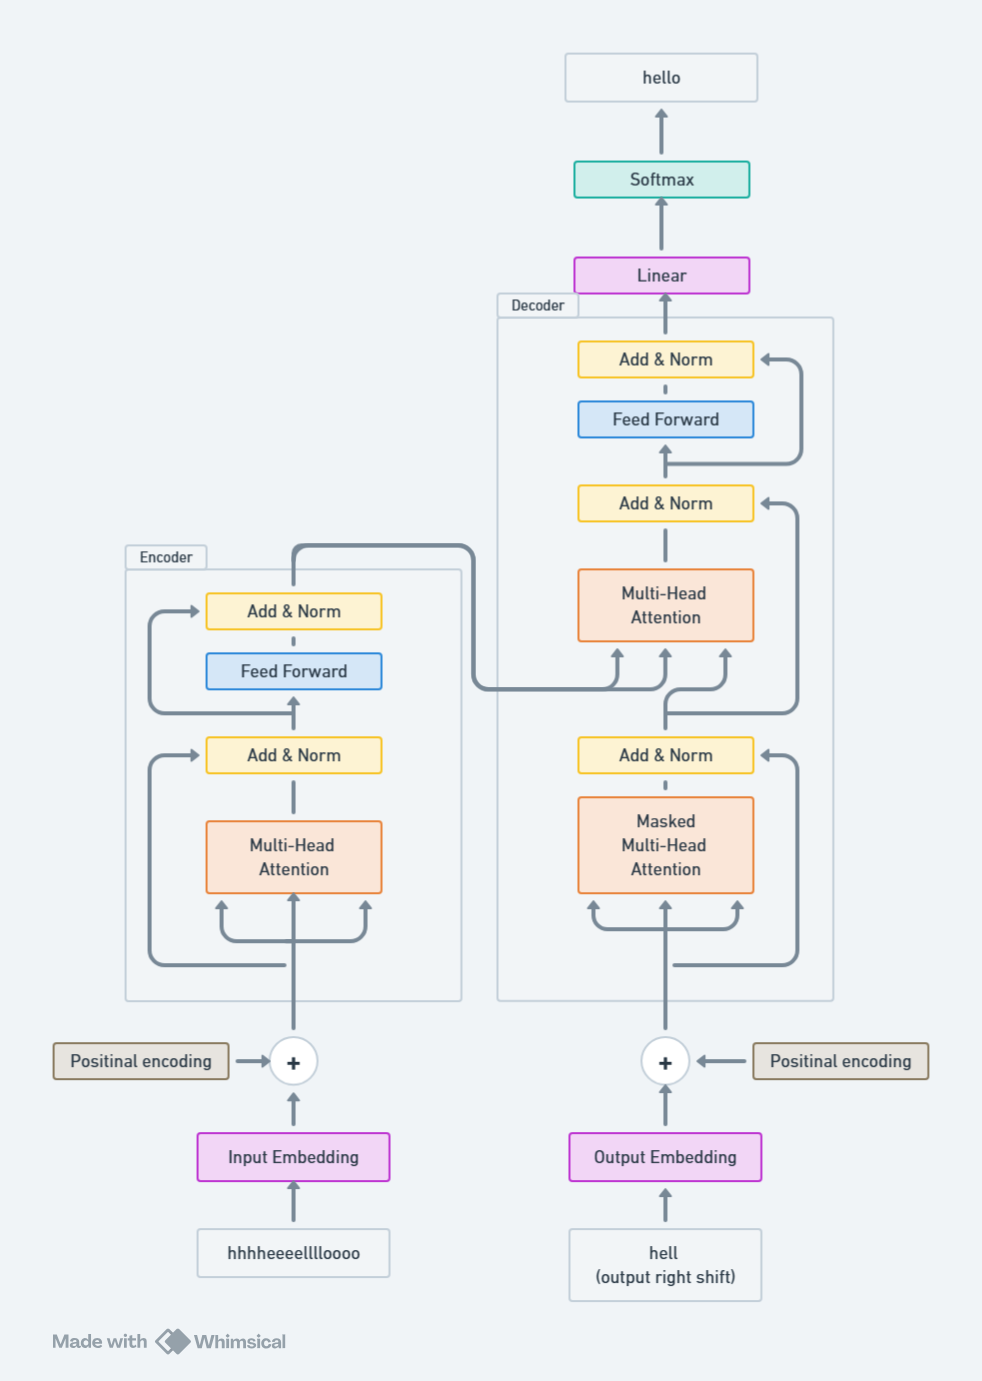 hello
Softmax
Linear
Decoder
Add & Norm
Feed Forward
Add & Norm
Multi-Head
Attention
Add & Norm
Masked
Multi-Head
Attention
Encoder
Add & Norm
Feed Forward
Add & Norm
Multi-Head
Attention
Positinal encoding
+
+
Positinal encoding
Input Embedding
Output Embedding
hhhheeeelllloooo
hell
(output right shift)
Made with Whimsical